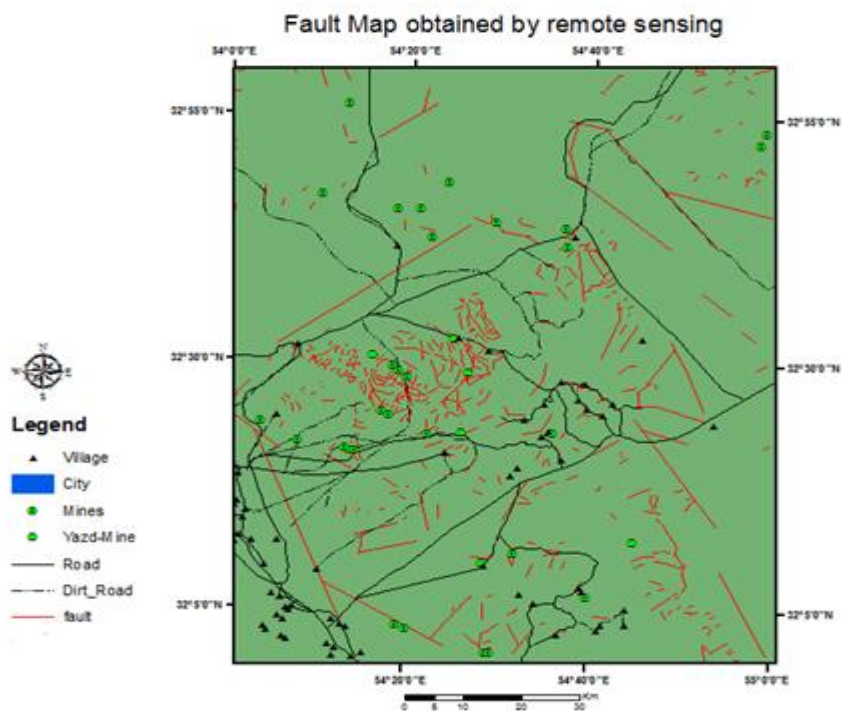 Fault Map obtained by remote sensing
54°0'0"E 54°20'0"E 54°40'0"E
32°55'0"N 32°55'0"N
32°30'0"N 32°30'0"N
32°5'0"N 32°5'0"N
54°20'0"E 54°40'0"E 55°0'0"E
N
E
S
Legend
Village
City
Mines
Yazd-Mine
Road
Dirt_Road
fault
Km
0 5 10 20 30